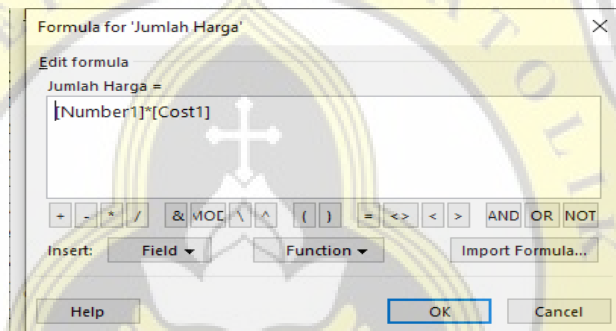 Formula for 'Jumlah Harga'
Edit formula
Jumlah Harga =
[Number1]*[Cost1]
+ - * / & MOD \ ^ ( ) = <> < > AND OR NOT
Insert: Field Function Import Formula...
Help OK Cancel